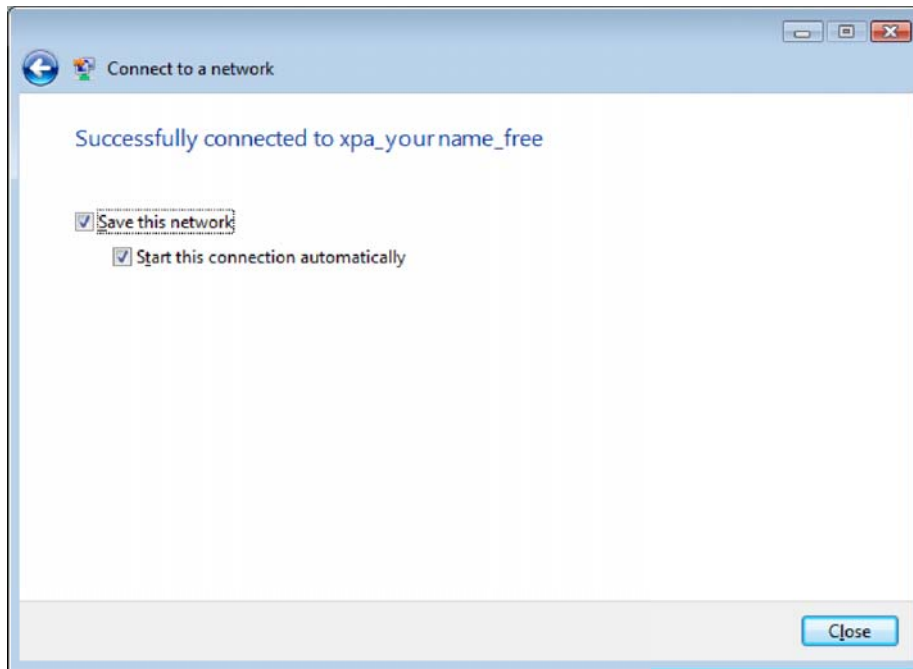 Connect to a network
Successfully connected to xpa_your name_free
Save this network
Start this connection automatically
Close